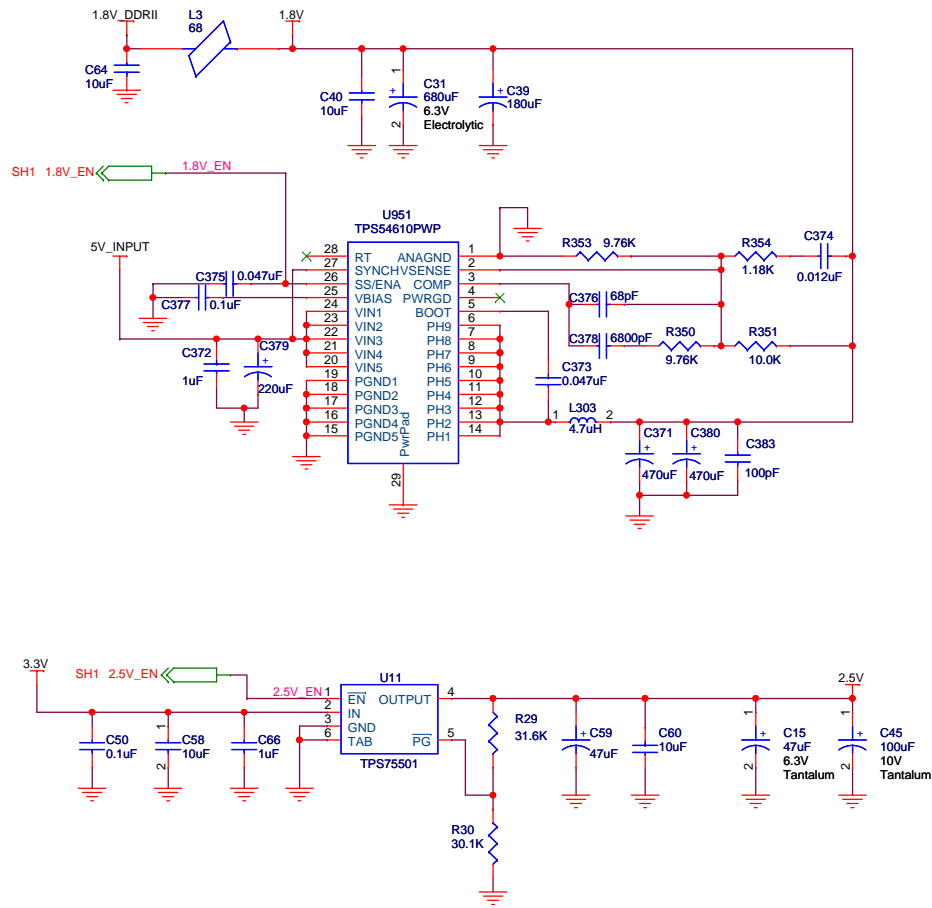 1.8V_DDRII
L3
68
1.8V
C64
10uF
C40
10uF
1
C31
680uF
6.3V
Electrolytic
2
C39
180uF
SH1 1.8V_EN
1.8V_EN
5V_INPUT
U951
TPS54610PWP
28 RT
27 SYNCH
26 SS/ENA
25 VBIAS
24 VIN1
23 VIN2
22 VIN3
21 VIN4
20 VIN5
19 PGND1
18 PGND2
17 PGND3
16 PGND4
15 PGND5
ANAGND 1
VSENSE 2
COMP 3
PWRGD 4
BOOT 5
PH9 6
PH8 7
PH7 8
PH6 9
PH5 10
PH4 11
PH3 12
PH2 13
PH1 14
PwrPad
29
C375 0.047uF
C377 0.1uF
C372
1uF
C379
220uF
R353 9.76K
R354
1.18K
C374
0.012uF
C376 68pF
C378 6800pF
R350
9.76K
R351
10.0K
C373
0.047uF
L303
1 2
4.7uH
C371
470uF
C380
470uF
C383
100pF
3.3V
SH1 2.5V_EN
2.5V_EN
U11
1 EN
2 IN
3 GND
6 TAB
OUTPUT 4
PG 5
TPS75501
C50
0.1uF
1
C58
10uF
2
C66
1uF
R29
31.6K
R30
30.1K
C59
47uF
C60
10uF
1
C15
47uF
6.3V
Tantalum
2
2.5V
1
C45
100uF
10V
Tantalum
2